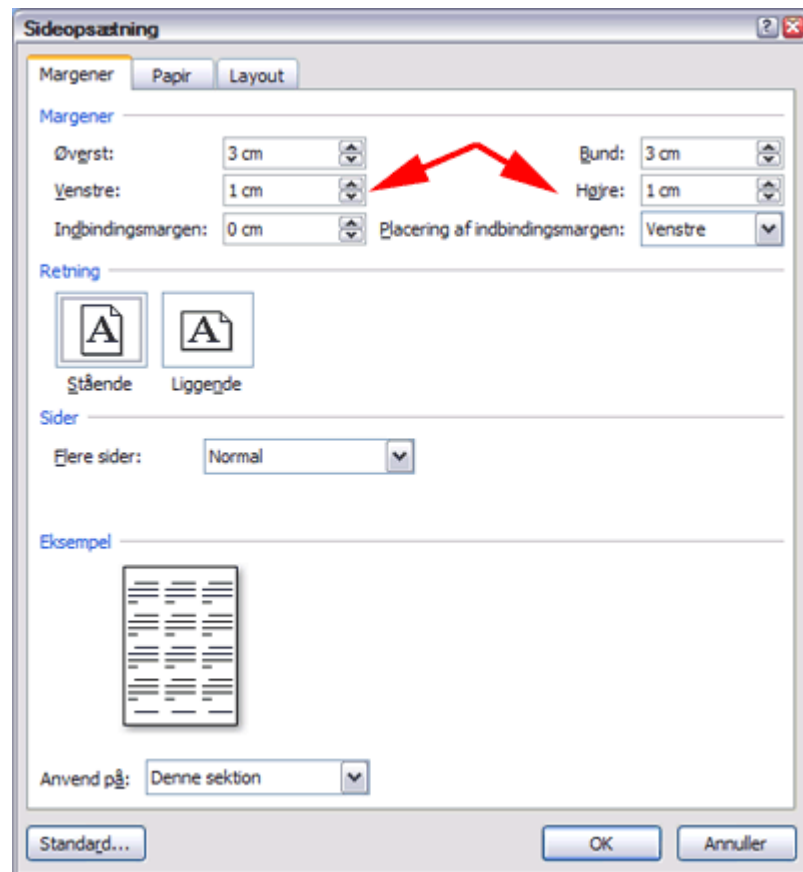 Sideopsætning
Margener Papir Layout
Margener
Øverst: 3 cm Bund: 3 cm
Venstre: 1 cm Højre: 1 cm
Indbindingsmargen: 0 cm Placering af indbindingsmargen: Venstre
Retning
A A
Stående Liggende
Sider
Flere sider: Normal
Eksempel
Anvend på: Denne sektion
Standard... OK Annuller